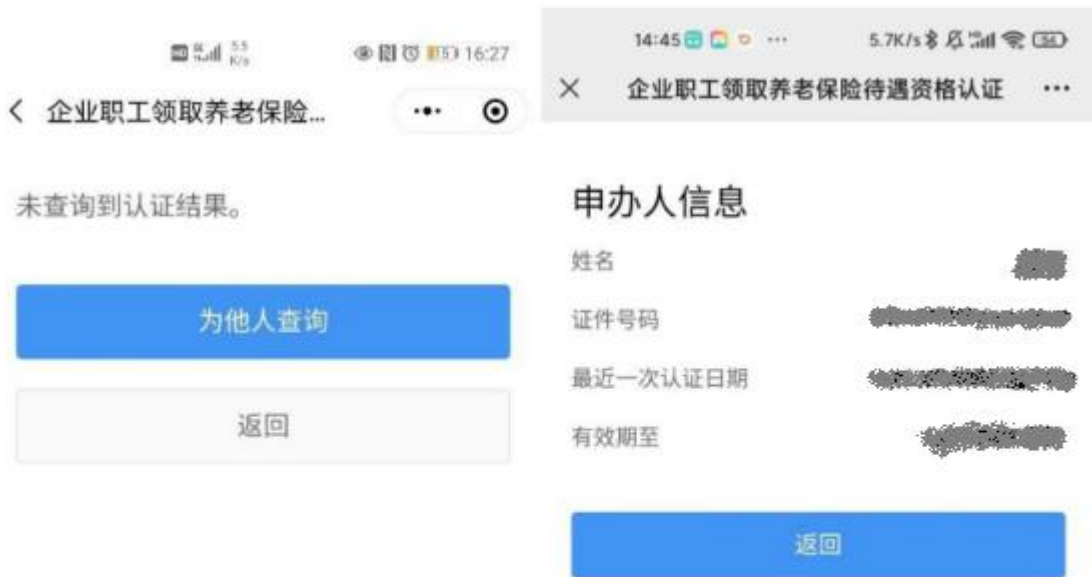 5.5 K/s 16:27
企业职工领取养老保险...
未查询到认证结果。
为他人查询
返回
14:45 ... 5.7K/s
企业职工领取养老保险待遇资格认证
申办人信息
姓名
证件号码
最近一次认证日期
有效期至
返回